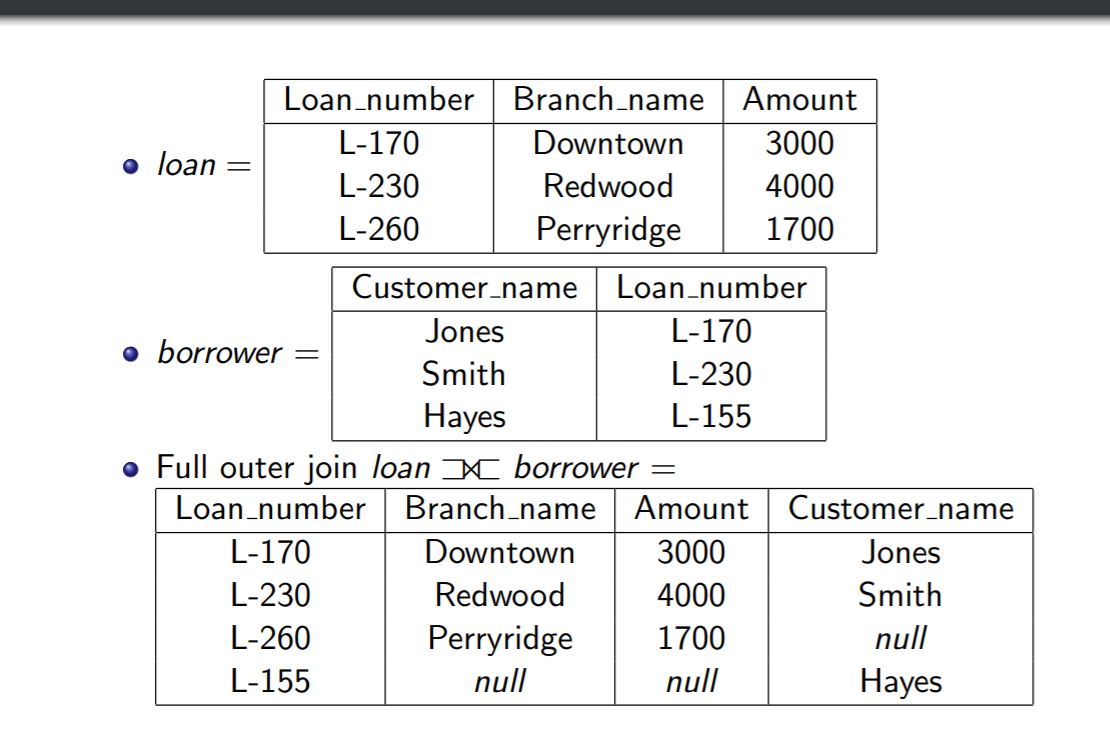 Loan_number Branch_name Amount
L-170 Downtown 3000
loan =
L-230 Redwood 4000
L-260 Perryridge 1700
Customer_name Loan_number
Jones L-170
borrower =
Smith L-230
Hayes L-155
Full outer join loan ⟗ borrower =
Loan_number Branch_name Amount Customer_name
L-170 Downtown 3000 Jones
L-230 Redwood 4000 Smith
L-260 Perryridge 1700 null
L-155 null null Hayes